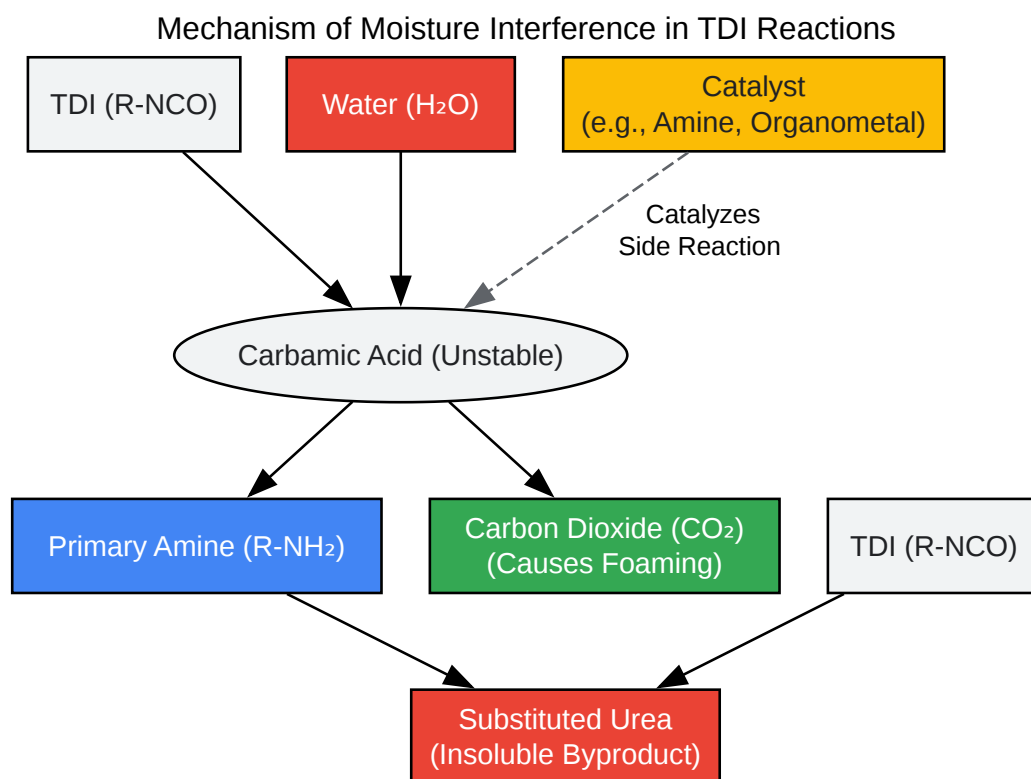 Mechanism of Moisture Interference in TDI Reactions
TDI (R-NCO)
Water (H₂O)
Catalyst
(e.g., Amine, Organometal)
Catalyzes
Side Reaction
Carbamic Acid (Unstable)
Primary Amine (R-NH₂)
Carbon Dioxide (CO₂)
(Causes Foaming)
TDI (R-NCO)
Substituted Urea
(Insoluble Byproduct)